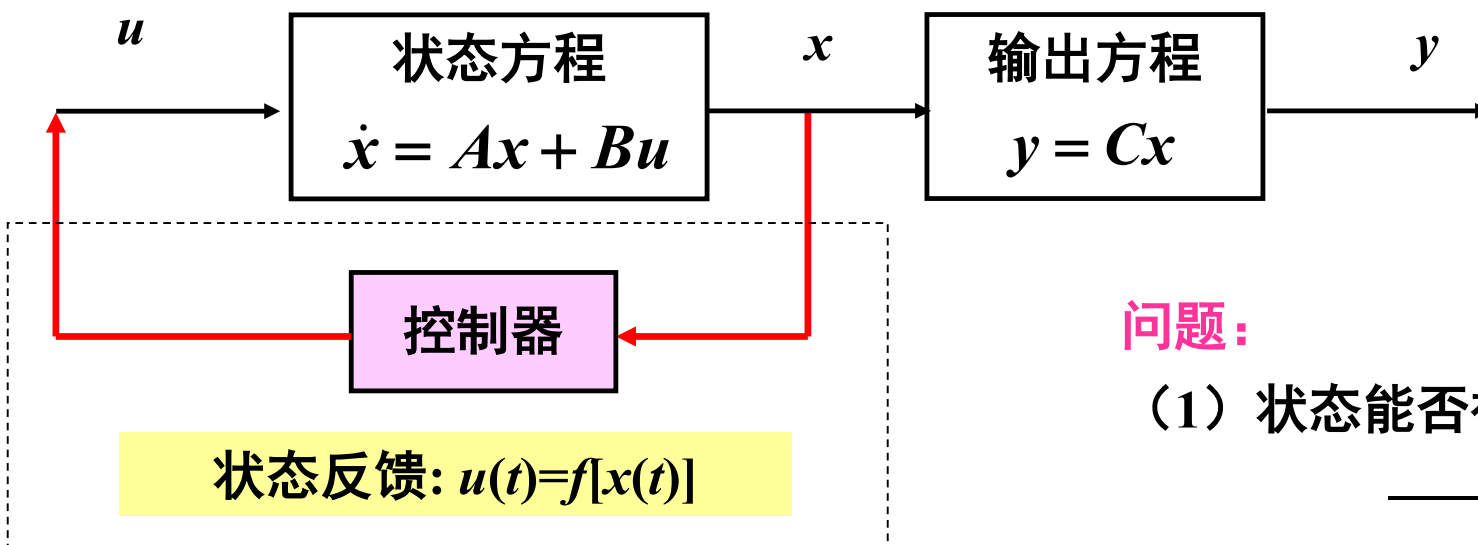 u
状态方程
ẋ = Ax + Bu
x
输出方程
y = Cx
y
控制器
状态反馈: u(t)=f[x(t)]
问题：
（1）状态能否